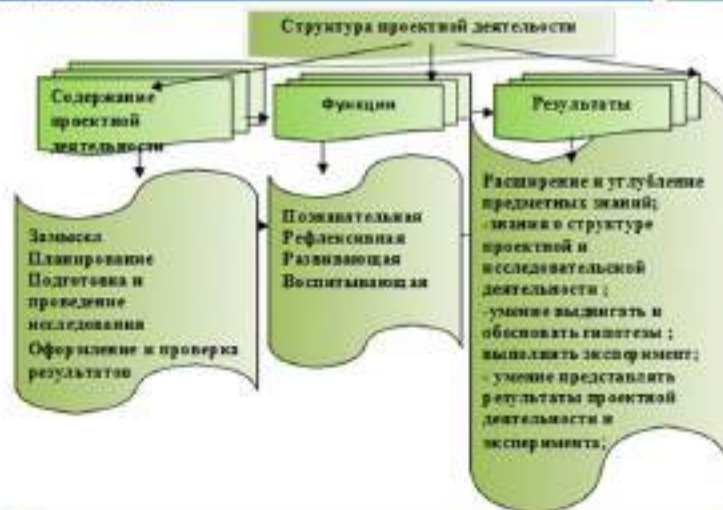 Структура проектной деятельности
Содержание
проектной
деятельности
Функции
Результаты
Замысел
Планирование
Подготовка и
проведение
исследования
Оформление и проверка
результатов
Познавательная
Рефлексивная
Развивающая
Воспитывающая
Расширение и углубление
предметных знаний;
-знания о структуре
проектной и
исследовательской
деятельности ;
-умение выдвигать и
обосновать гипотезы ;
выполнять эксперимент;
- умение представлять
результаты проектной
деятельности и
эксперимента;